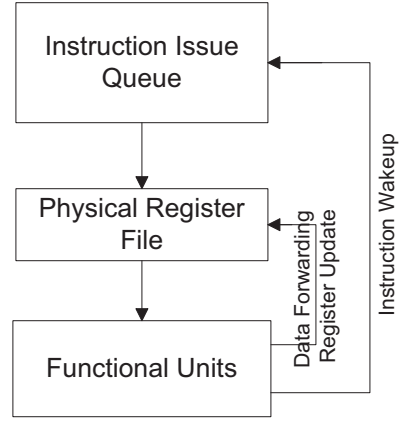 Instruction Issue
Queue
Physical Register
File
Functional Units
Data Forwarding
Register Update
Instruction Wakeup